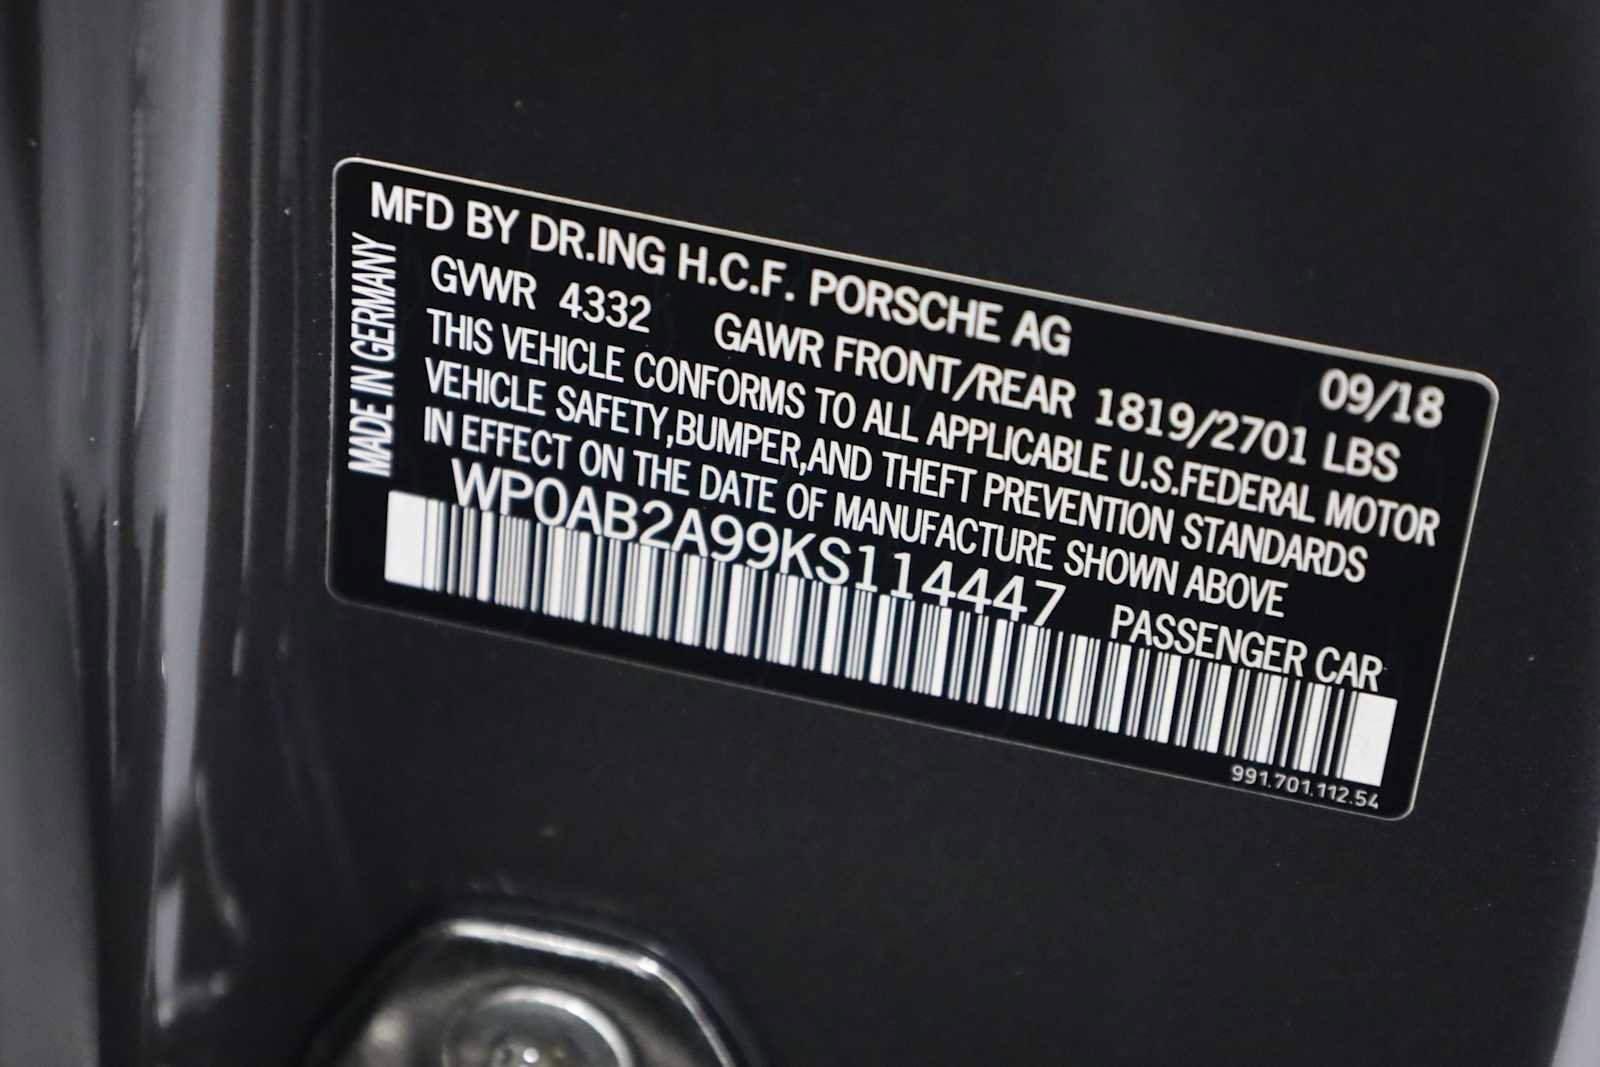 MFD BY DR.ING H.C.F. PORSCHE AG 09/18
MADE IN GERMANY
GVWR 4332 GAWR FRONT/REAR 1819/2701 LBS
THIS VEHICLE CONFORMS TO ALL APPLICABLE U.S.FEDERAL MOTOR
VEHICLE SAFETY,BUMPER,AND THEFT PREVENTION STANDARDS
IN EFFECT ON THE DATE OF MANUFACTURE SHOWN ABOVE
WP0AB2A99KS114447 PASSENGER CAR
991.701.112.54